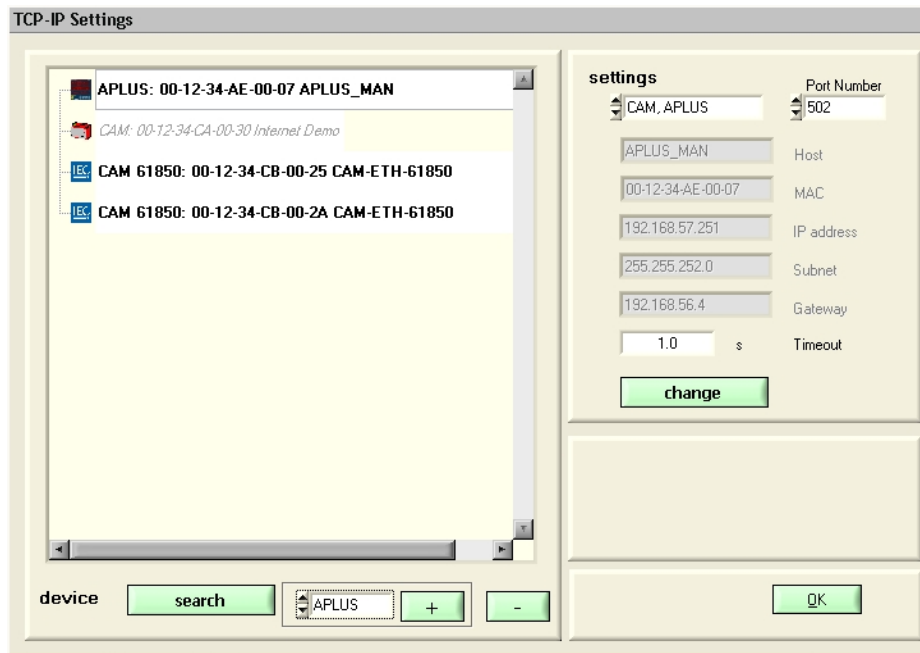 TCP-IP Settings
APLUS: 00-12-34-AE-00-07 APLUS_MAN
CAM: 00-12-34-CA-00-30 Internet Demo
IEC CAM 61850: 00-12-34-CB-00-25 CAM-ETH-61850
IEC CAM 61850: 00-12-34-CB-00-2A CAM-ETH-61850
device
search
APLUS
+
-
settings
Port Number
CAM, APLUS
502
APLUS_MAN Host
00-12-34-AE-00-07 MAC
192.168.57.251 IP address
255.255.252.0 Subnet
192.168.56.4 Gateway
1.0 s Timeout
change
OK